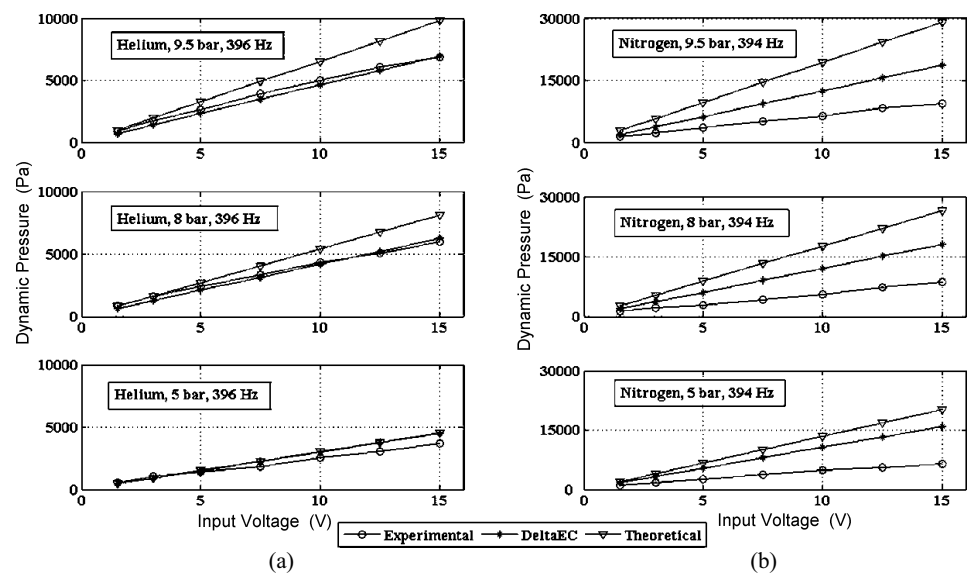 10000
Helium, 9.5 bar, 396 Hz
5000
0
0 5 10 15
10000
Helium, 8 bar, 396 Hz
5000
0
0 5 10 15
10000
Helium, 5 bar, 396 Hz
5000
0
0 5 10 15
Dynamic Pressure (Pa)
Input Voltage (V)
30000
Nitrogen, 9.5 bar, 394 Hz
15000
0
0 5 10 15
30000
Nitrogen, 8 bar, 394 Hz
15000
0
0 5 10 15
30000
Nitrogen, 5 bar, 394 Hz
15000
0
0 5 10 15
Dynamic Pressure (Pa)
Input Voltage (V)
Experimental DeltaEC Theoretical
(a)
(b)